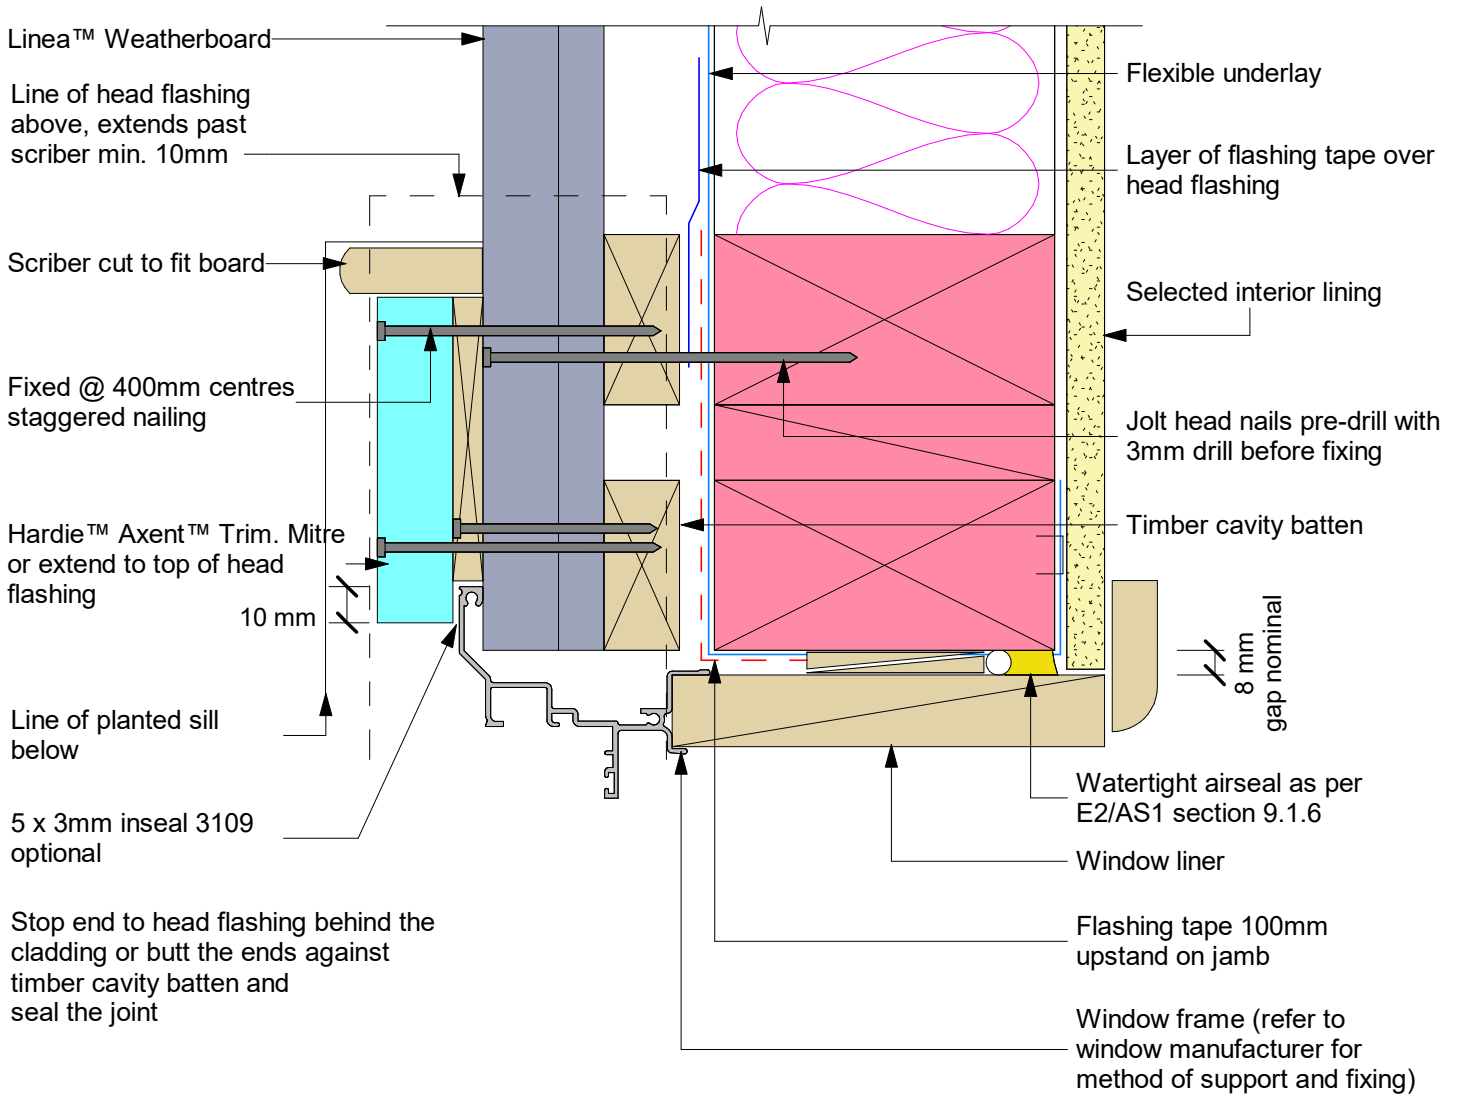 Linea™ Weatherboard
Line of head flashing
above, extends past
scriber min. 10mm
Scriber cut to fit board
Fixed @ 400mm centres
staggered nailing
Hardie™ Axent™ Trim. Mitre
or extend to top of head
flashing
10 mm
Line of planted sill
below
5 x 3mm inseal 3109
optional
Stop end to head flashing behind the
cladding or butt the ends against
timber cavity batten and
seal the joint
Flexible underlay
Layer of flashing tape over
head flashing
Selected interior lining
Jolt head nails pre-drill with
3mm drill before fixing
Timber cavity batten
8 mm
gap nominal
Watertight airseal as per
E2/AS1 section 9.1.6
Window liner
Flashing tape 100mm
upstand on jamb
Window frame (refer to
window manufacturer for
method of support and fixing)